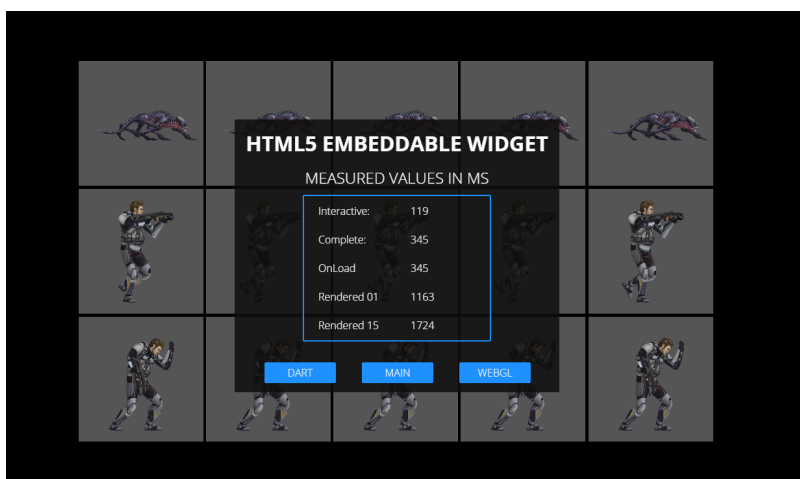 HTML5 EMBEDDABLE WIDGET
MEASURED VALUES IN MS
Interactive: 119
Complete: 345
OnLoad 345
Rendered 01 1163
Rendered 15 1724
DART MAIN WEBGL